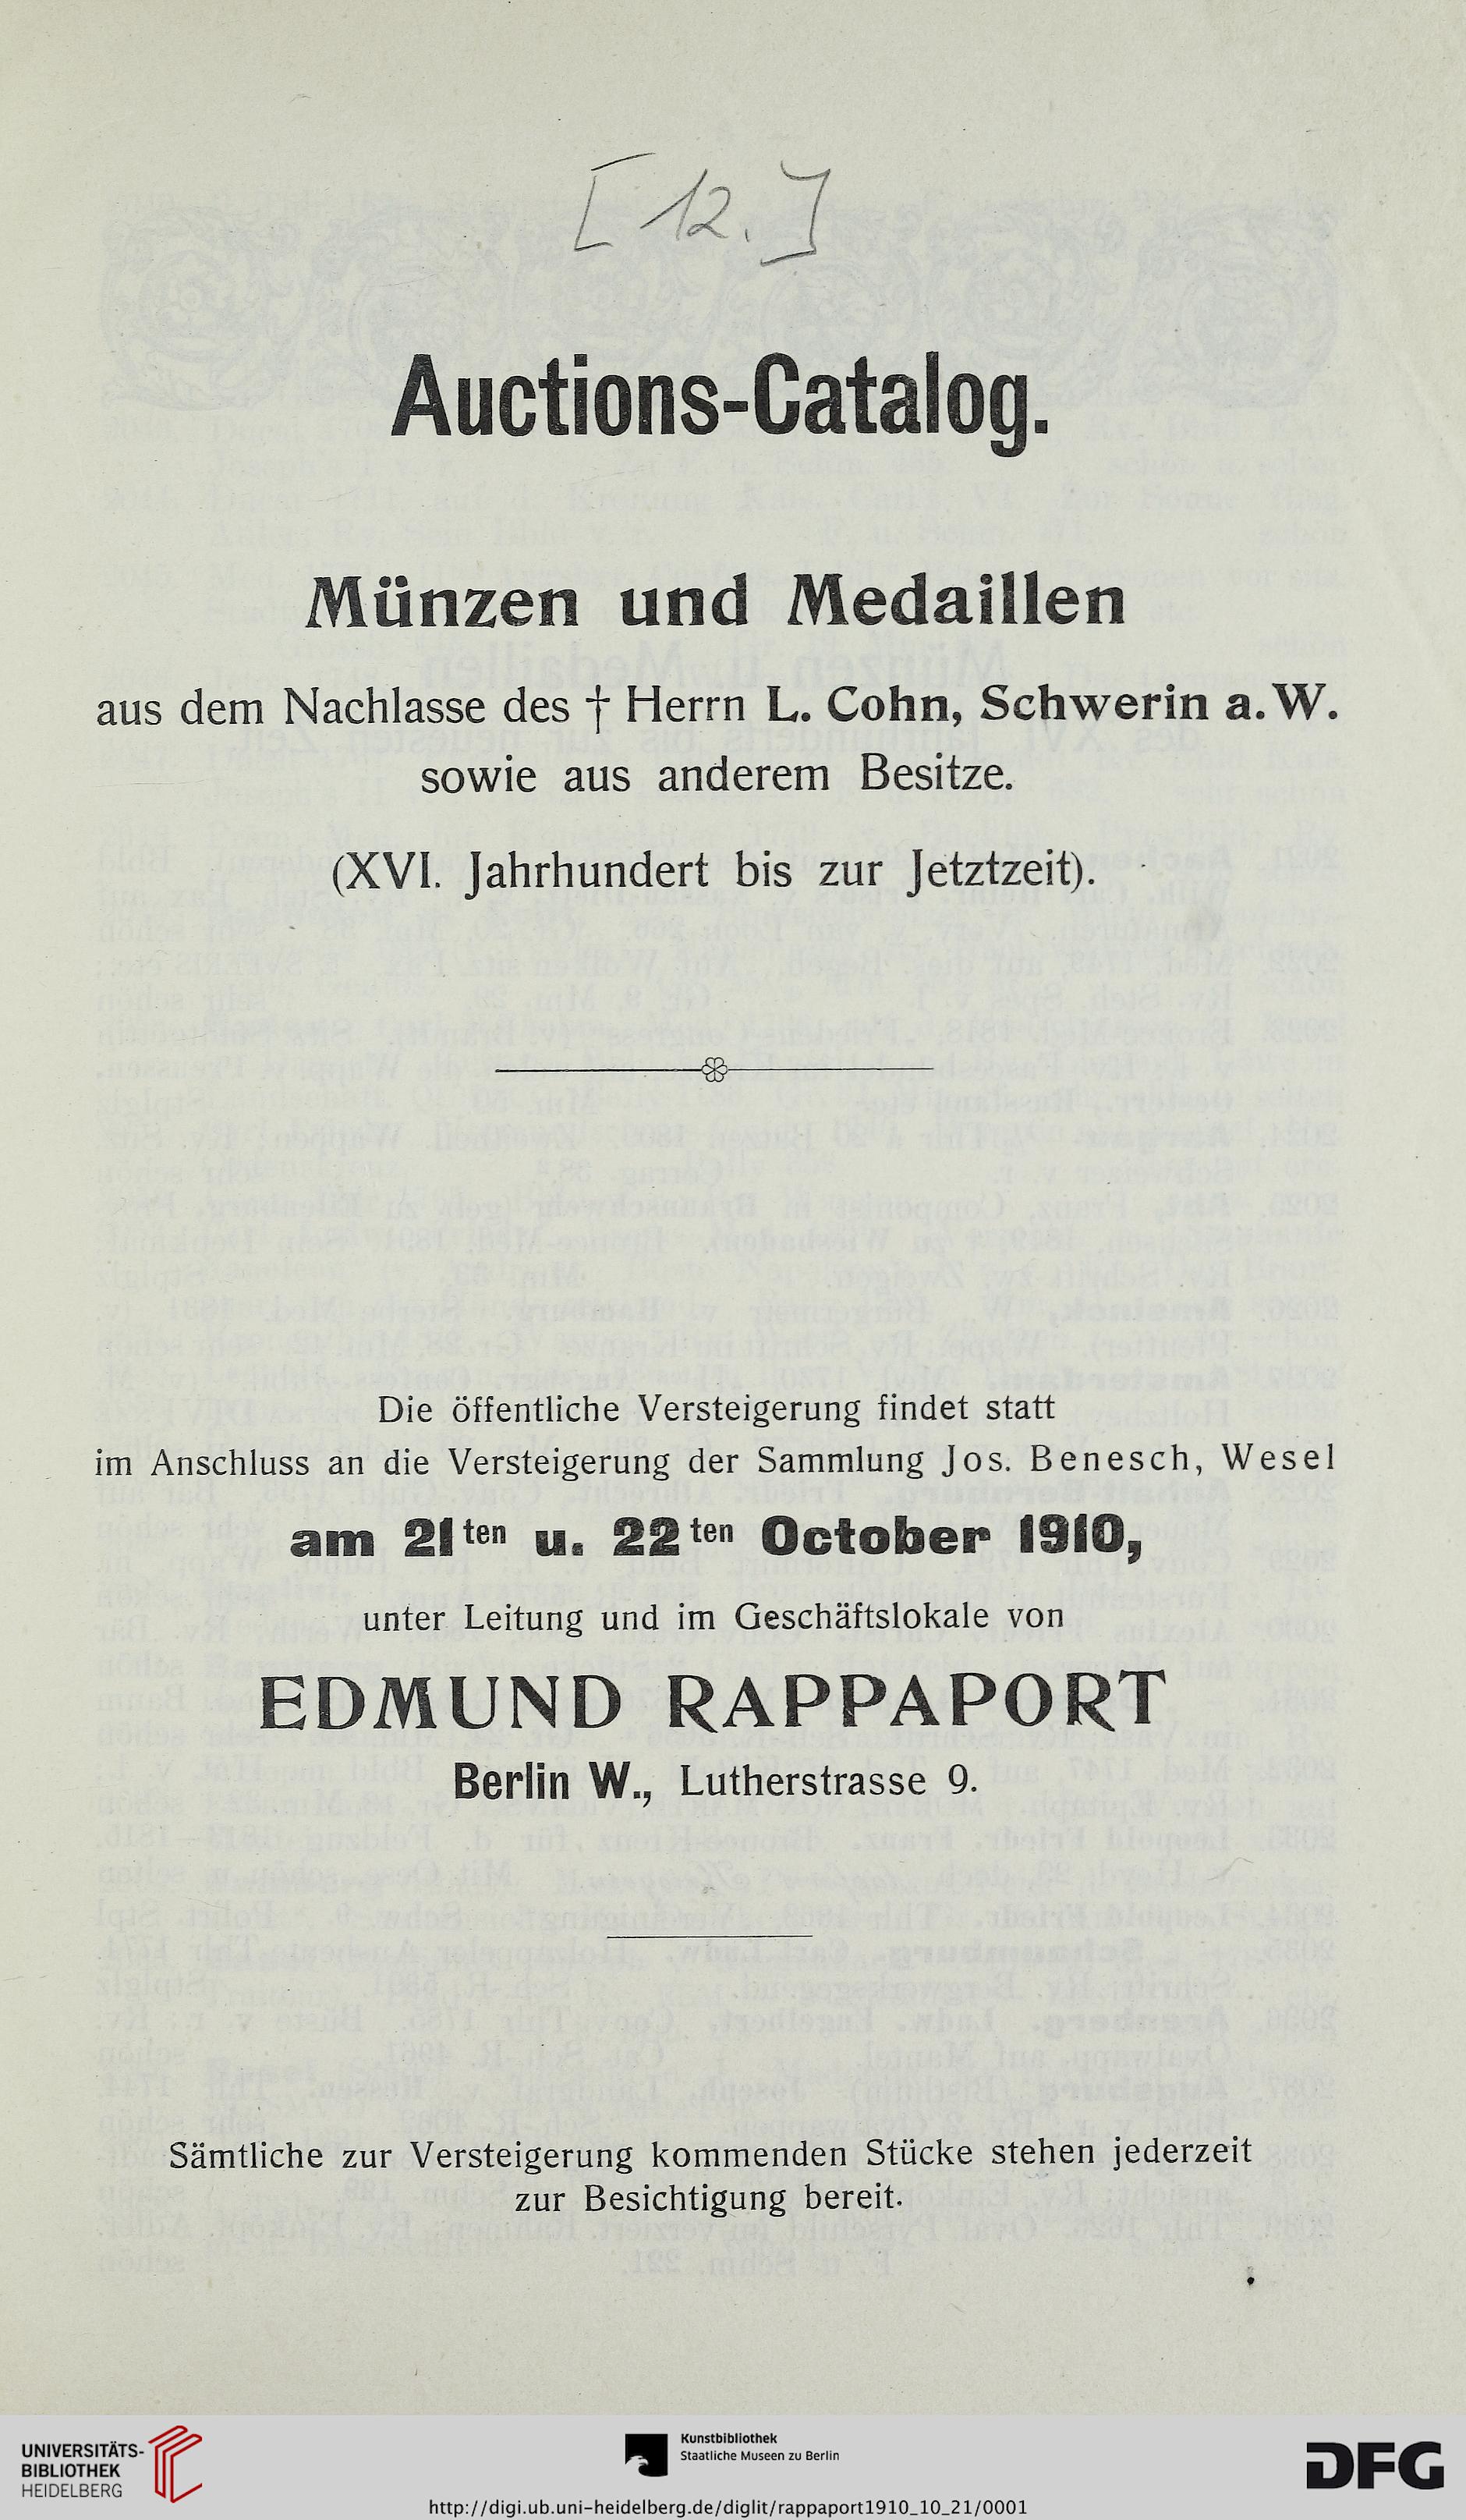 [12.]
Auctions-Catalog.
Münzen und Medaillen
aus dem Nachlasse des † Herrn L. Cohn, Schwerin a. W.
sowie aus anderem Besitze.
(XVI. Jahrhundert bis zur Jetztzeit).
Die öffentliche Versteigerung findet statt
im Anschluss an die Versteigerung der Sammlung Jos. Benesch, Wesel
am 21ten u. 22ten October 1910,
unter Leitung und im Geschäftslokale von
EDMUND RAPPAPORT
Berlin W., Lutherstrasse 9.
Sämtliche zur Versteigerung kommenden Stücke stehen jederzeit
zur Besichtigung bereit.
UNIVERSITÄTS-
BIBLIOTHEK
HEIDELBERG
Kunstbibliothek
Staatliche Museen zu Berlin
DFG
http://digi.ub.uni-heidelberg.de/diglit/rappaport1910_10_21/0001